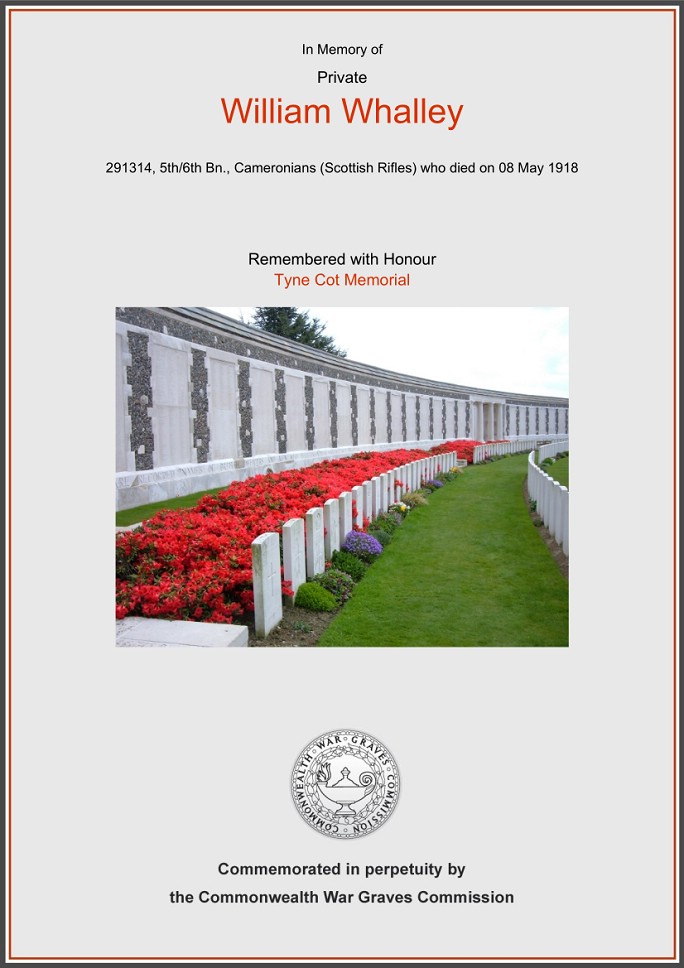 In Memory of
Private
William Whalley
291314, 5th/6th Bn., Cameronians (Scottish Rifles) who died on 08 May 1918
Remembered with Honour
Tyne Cot Memorial
COMMONWEALTH · WAR · GRAVES · COMMISSION ·
Commemorated in perpetuity by
the Commonwealth War Graves Commission